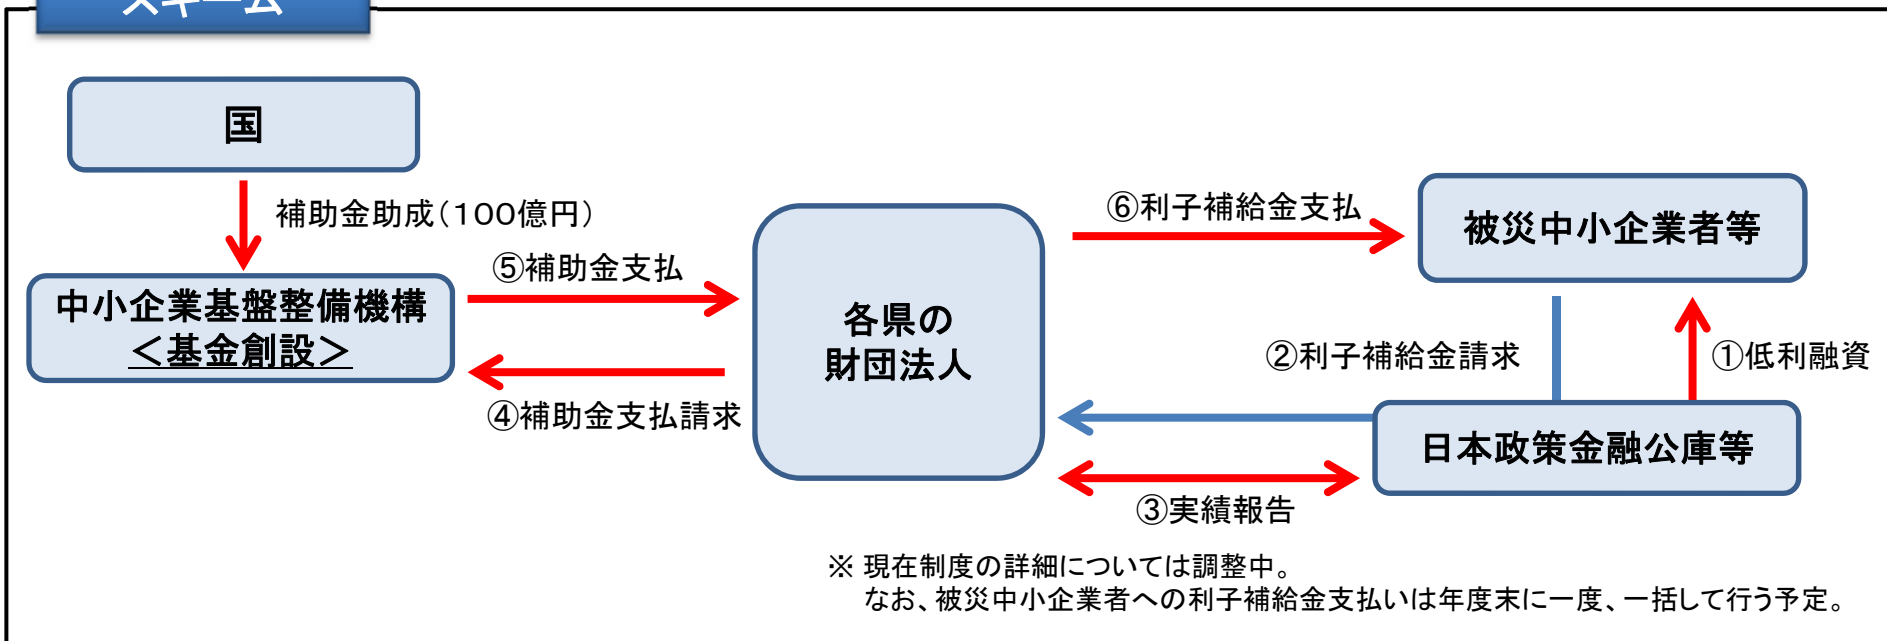 スキーム
国
補助金助成（１００億円）
⑤補助金支払
⑥利子補給金支払
被災中小企業者等
中小企業基盤整備機構
＜基金創設＞
各県の
財団法人
②利子補給金請求
①低利融資
④補助金支払請求
日本政策金融公庫等
③実績報告
※ 現在制度の詳細については調整中。
なお、被災中小企業者への利子補給金支払いは年度末に一度、一括して行う予定。